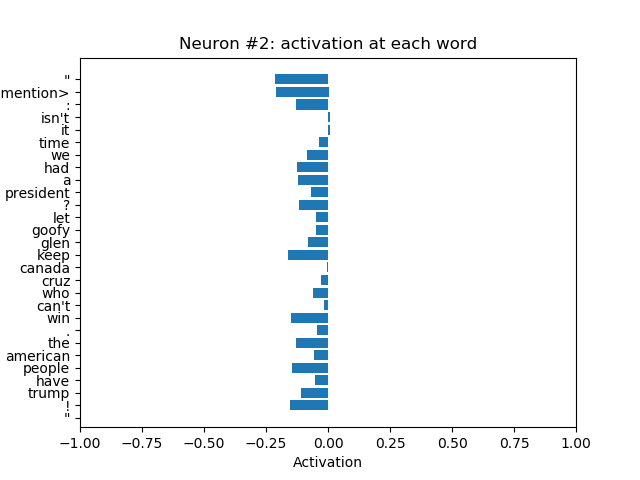 Neuron #2: activation at each word
"
mention>
:
isn't
it
time
we
had
a
president
?
let
goofy
glen
keep
canada
cruz
who
can't
win
.
the
american
people
have
trump
!
"
−1.00 −0.75 −0.50 −0.25 0.00 0.25 0.50 0.75 1.00
Activation